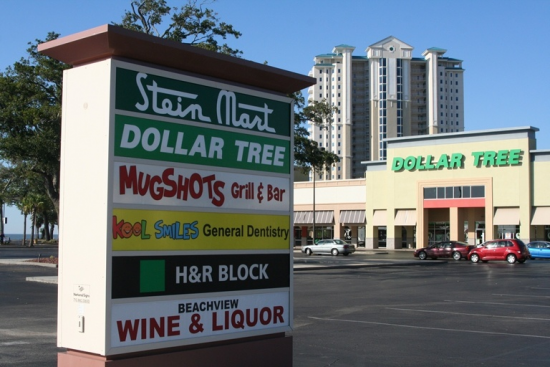 Stein Mart
DOLLAR TREE
MUGSHOTS Grill & Bar
KOOL SMILES General Dentistry
H&R BLOCK
BEACHVIEW
WINE & LIQUOR
DOLLAR TREE